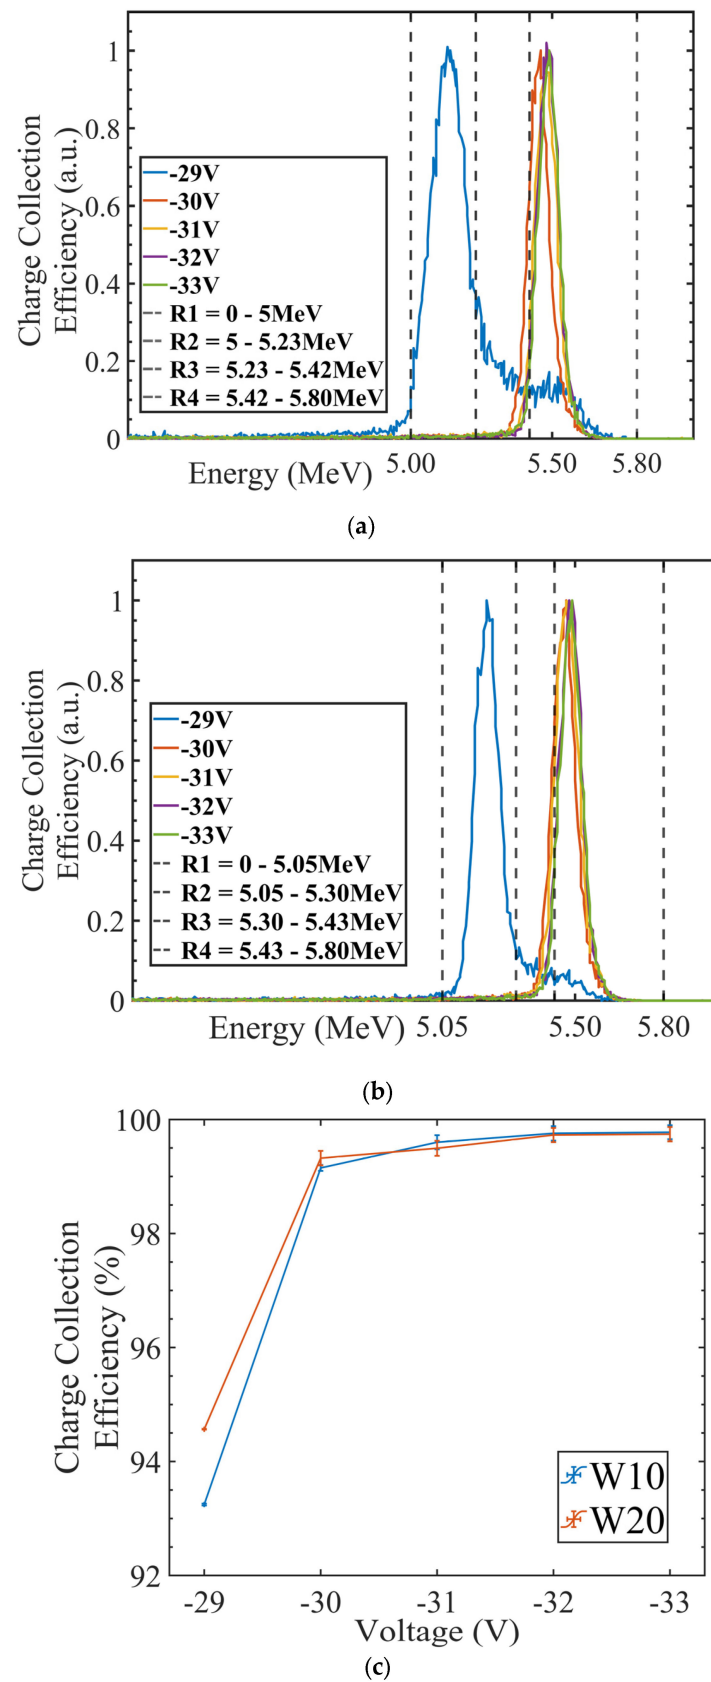 Charge Collection
Efficiency (a.u.)
1
0.8
0.6
0.4
0.2
0
-29V
-30V
-31V
-32V
-33V
R1 = 0 - 5MeV
R2 = 5 - 5.23MeV
R3 = 5.23 - 5.42MeV
R4 = 5.42 - 5.80MeV
Energy (MeV)
5.00
5.50
5.80
(a)
Charge Collection
Efficiency (a.u.)
1
0.8
0.6
0.4
0.2
0
-29V
-30V
-31V
-32V
-33V
R1 = 0 - 5.05MeV
R2 = 5.05 - 5.30MeV
R3 = 5.30 - 5.43MeV
R4 = 5.43 - 5.80MeV
Energy (MeV)
5.05
5.50
5.80
(b)
Charge Collection
Efficiency (%)
100
98
96
94
92
W10
W20
-29
-30
-31
-32
-33
Voltage (V)
(c)